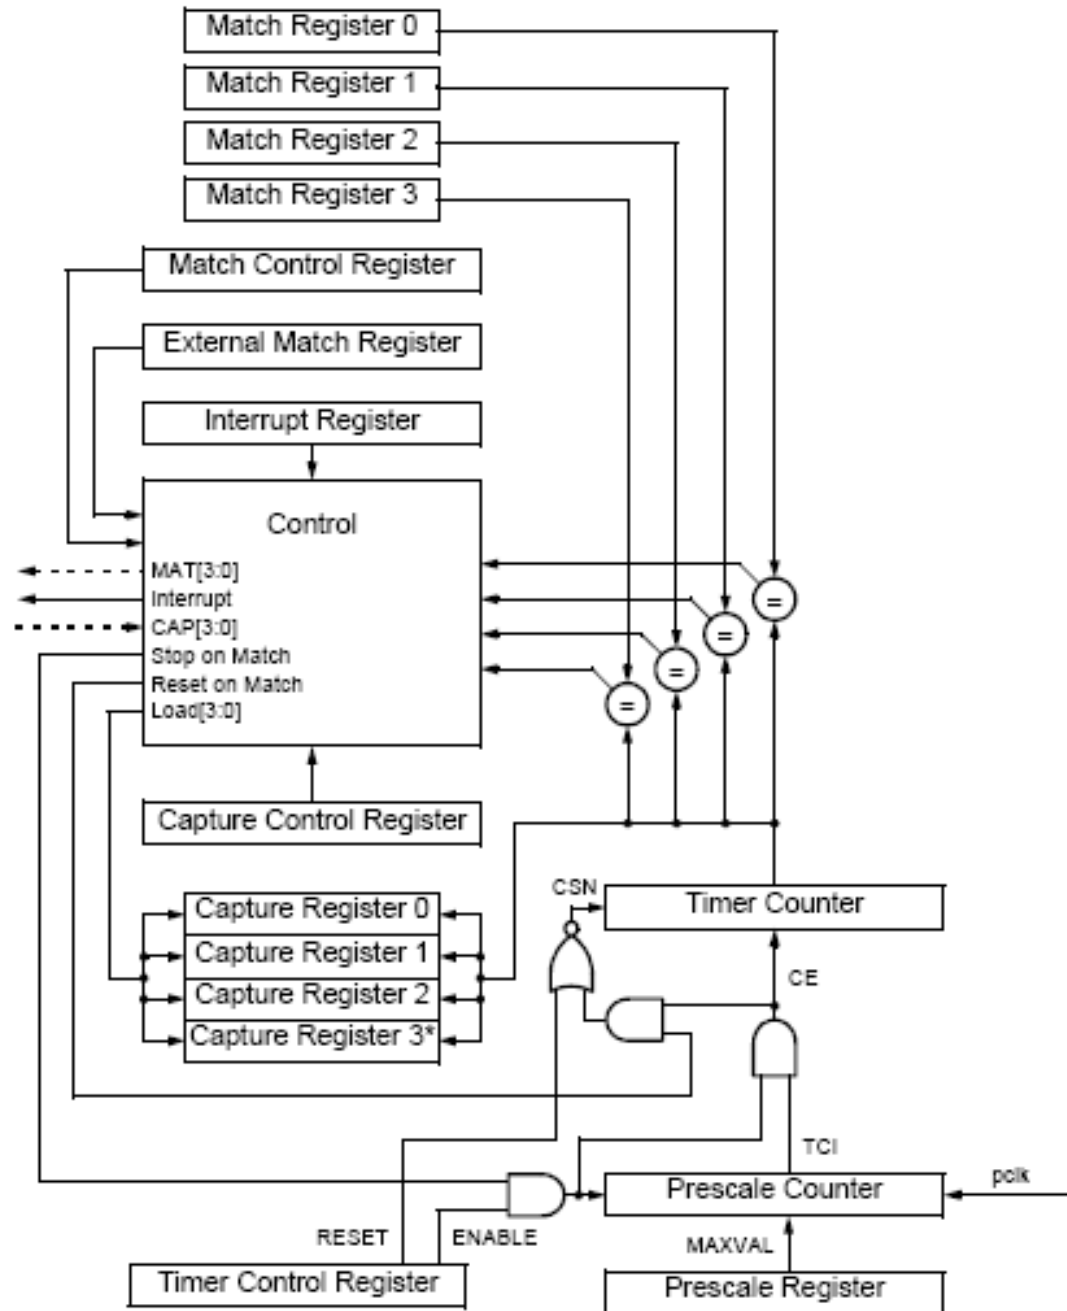 Match Register 0
Match Register 1
Match Register 2
Match Register 3
Match Control Register
External Match Register
Interrupt Register
Control
MAT[3:0]
Interrupt
CAP[3:0]
Stop on Match
Reset on Match
Load[3:0]
=
=
=
=
Capture Control Register
Capture Register 0
Capture Register 1
Capture Register 2
Capture Register 3*
CSN
Timer Counter
CE
TCI
Prescale Counter
pclk
RESET
ENABLE
MAXVAL
Timer Control Register
Prescale Register